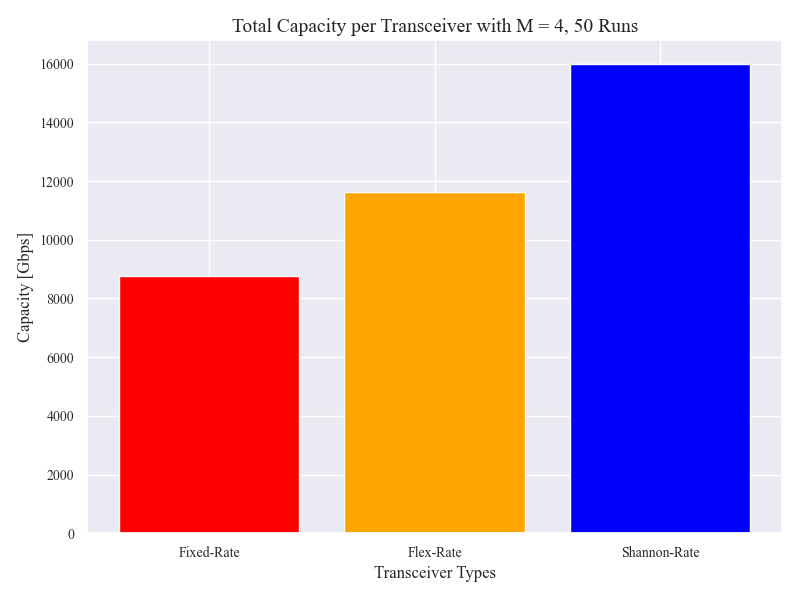 Total Capacity per Transceiver with M = 4, 50 Runs
Capacity [Gbps]
16000
14000
12000
10000
8000
6000
4000
2000
0
Fixed-Rate
Flex-Rate
Shannon-Rate
Transceiver Types